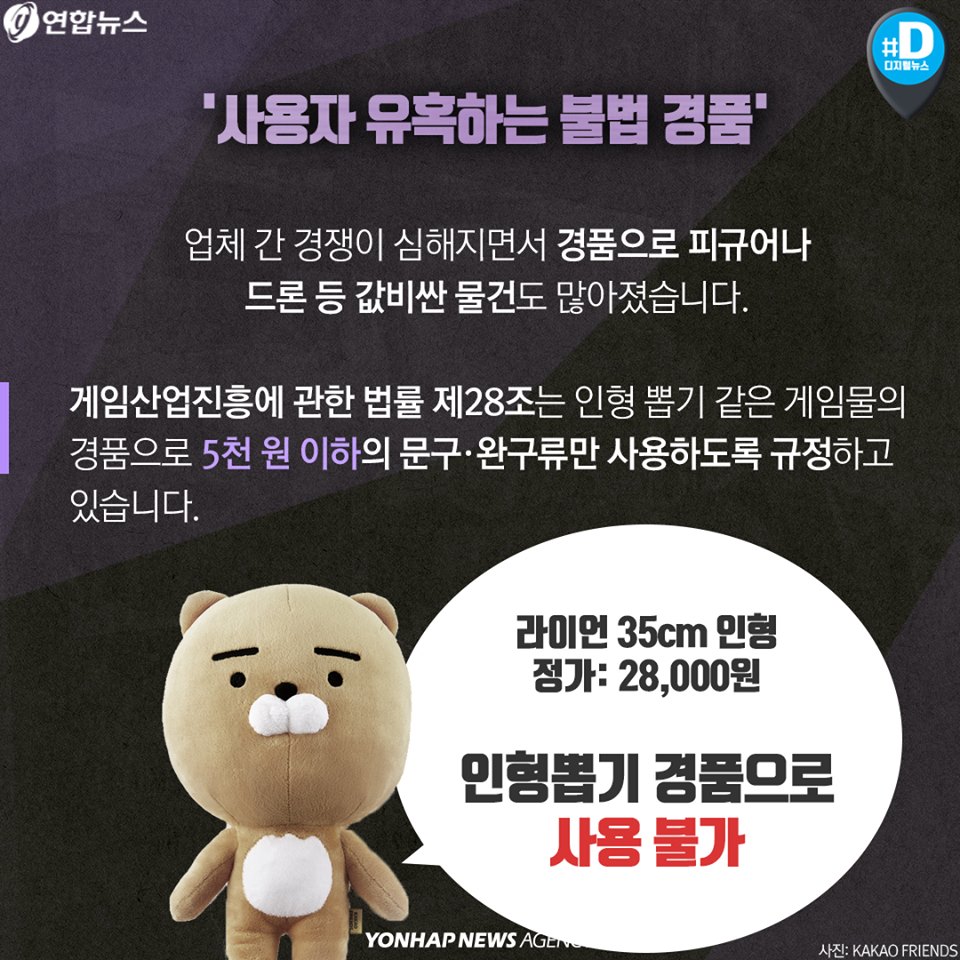 연합뉴스
#D
디지털뉴스
'사용자 유혹하는 불법 경품'
업체 간 경쟁이 심해지면서 경품으로 피규어나
드론 등 값비싼 물건도 많아졌습니다.
게임산업진흥에 관한 법률 제28조는 인형 뽑기 같은 게임물의
경품으로 5천 원 이하의 문구·완구류만 사용하도록 규정하고
있습니다.
라이언 35cm 인형
정가: 28,000원
인형뽑기 경품으로
사용 불가
YONHAP NEWS AGENC
사진: KAKAO FRIENDS